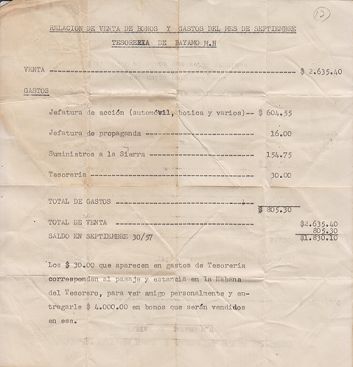 (2)
RELACION DE VENTA DE BONOS Y GASTOS DEL MES DE SEPTIEMBRE
TESORERIA DE BAYAMO M.N
VENTA ---------------------------------------- $ 2.635.40
GASTOS
Jefatura de acción (automóvil, botica y varios)-- $ 604.55
Jefatura de propaganda ------------------------ 16.00
Suministros a la Sierra ------------------------ 154.75
Tesoreria -------------------------------------- 30.00
TOTAL DE GASTOS ------------------------------ $ 805.30
TOTAL DE VENTA ------------------------------ $2.635.40
805.30
SALDO EN SEPTIEMBRE 30/57 $1.830.10
Los $ 30.00 que aparecen en gastos de Tesoreria
corresponden al pasaje y estancia en la Habana
del Tesorero, para ver amigo personalmente y en-
tregarle $ 4.000.00 en bonos que serán vendidos
en esa.